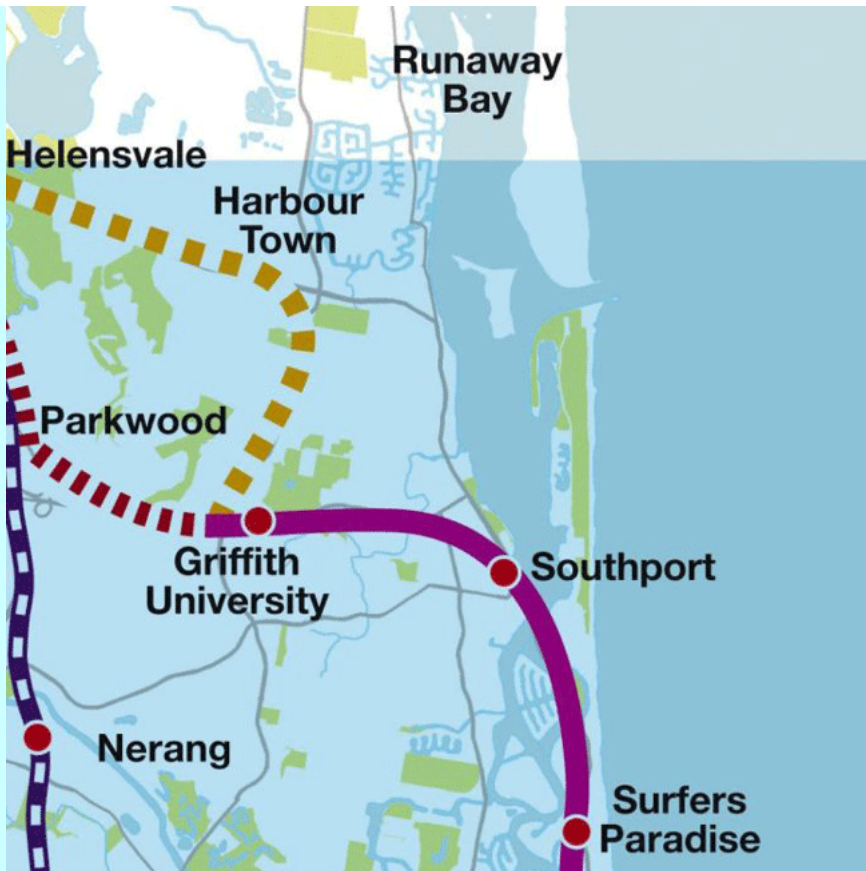 Runaway
Bay
Helensvale
Harbour
Town
Parkwood
Griffith
University
Southport
Nerang
Surfers
Paradise